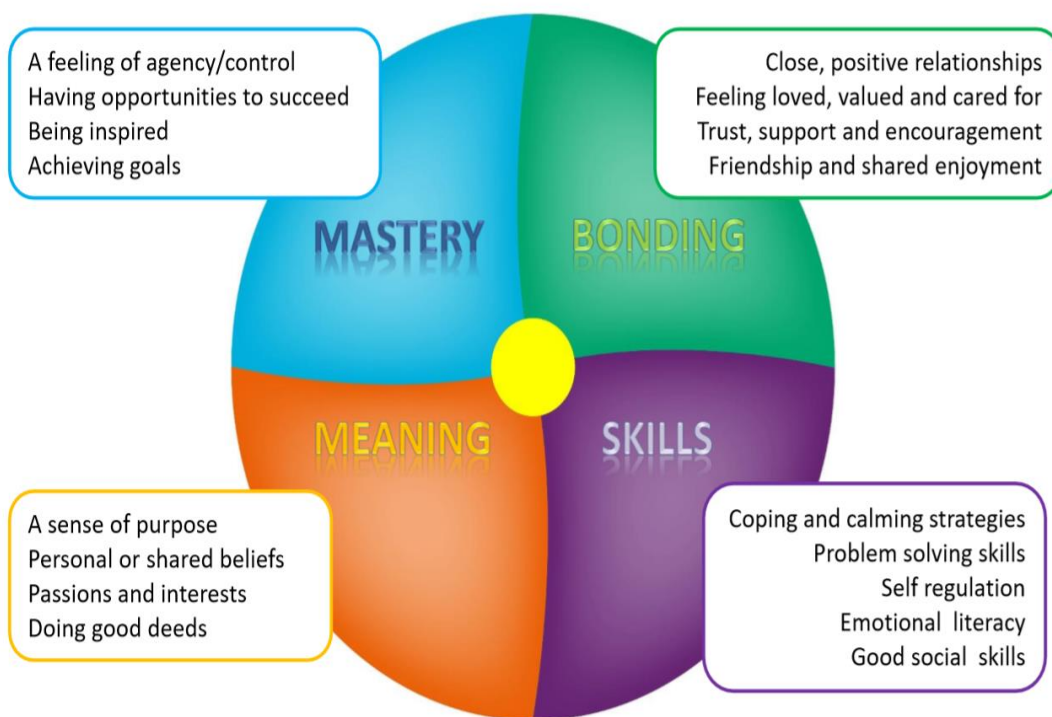 A feeling of agency/control
Having opportunities to succeed
Being inspired
Achieving goals
Close, positive relationships
Feeling loved, valued and cared for
Trust, support and encouragement
Friendship and shared enjoyment
MASTERY
BONDING
MEANING
SKILLS
A sense of purpose
Personal or shared beliefs
Passions and interests
Doing good deeds
Coping and calming strategies
Problem solving skills
Self regulation
Emotional literacy
Good social skills